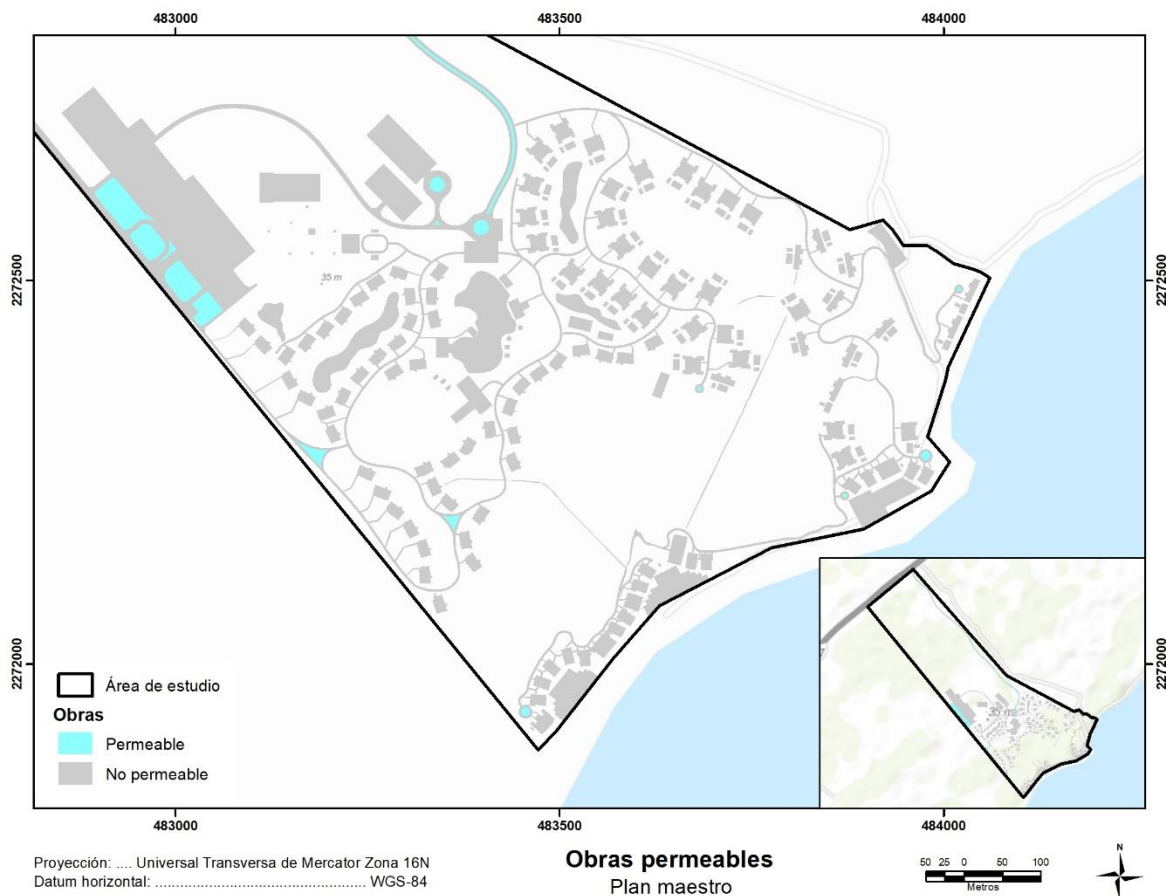 483000 483500 484000
2272500 2272500
35 m
2272000 2272000
Área de estudio
Obras
Permeable
No permeable
35 m
483000 483500 484000
Proyección: .... Universal Transversa de Mercator Zona 16N
Datum horizontal: ................................................ WGS-84
Obras permeables
Plan maestro
50 25 0 50 100
Metros
N